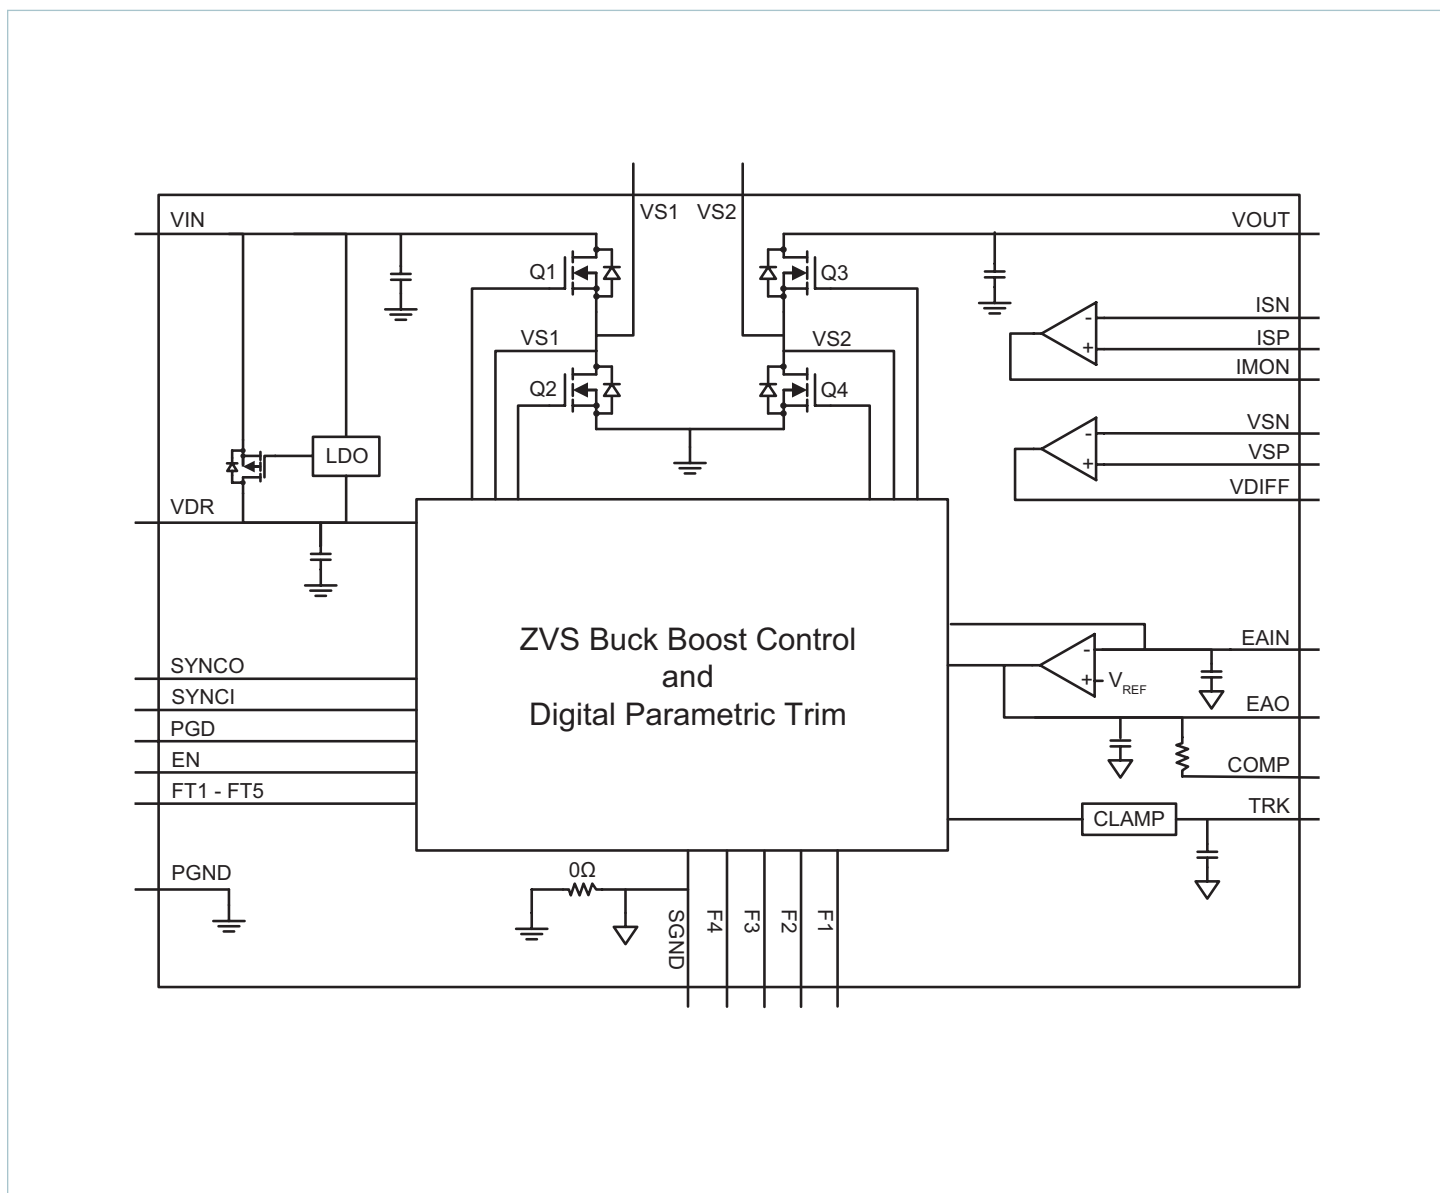 VS1 VS2
VIN
VOUT
Q1
Q3
ISN
-
ISP
+
VS1
VS2
IMON
Q2
Q4
VSN
-
LDO
VSP
+
VDIFF
VDR
ZVS Buck Boost Control
and
Digital Parametric Trim
EAIN
-
+ VREF
SYNCO
SYNCI
EAO
PGD
EN
COMP
FT1 - FT5
TRK
CLAMP
PGND
0Ω
SGND
F4
F3
F2
F1